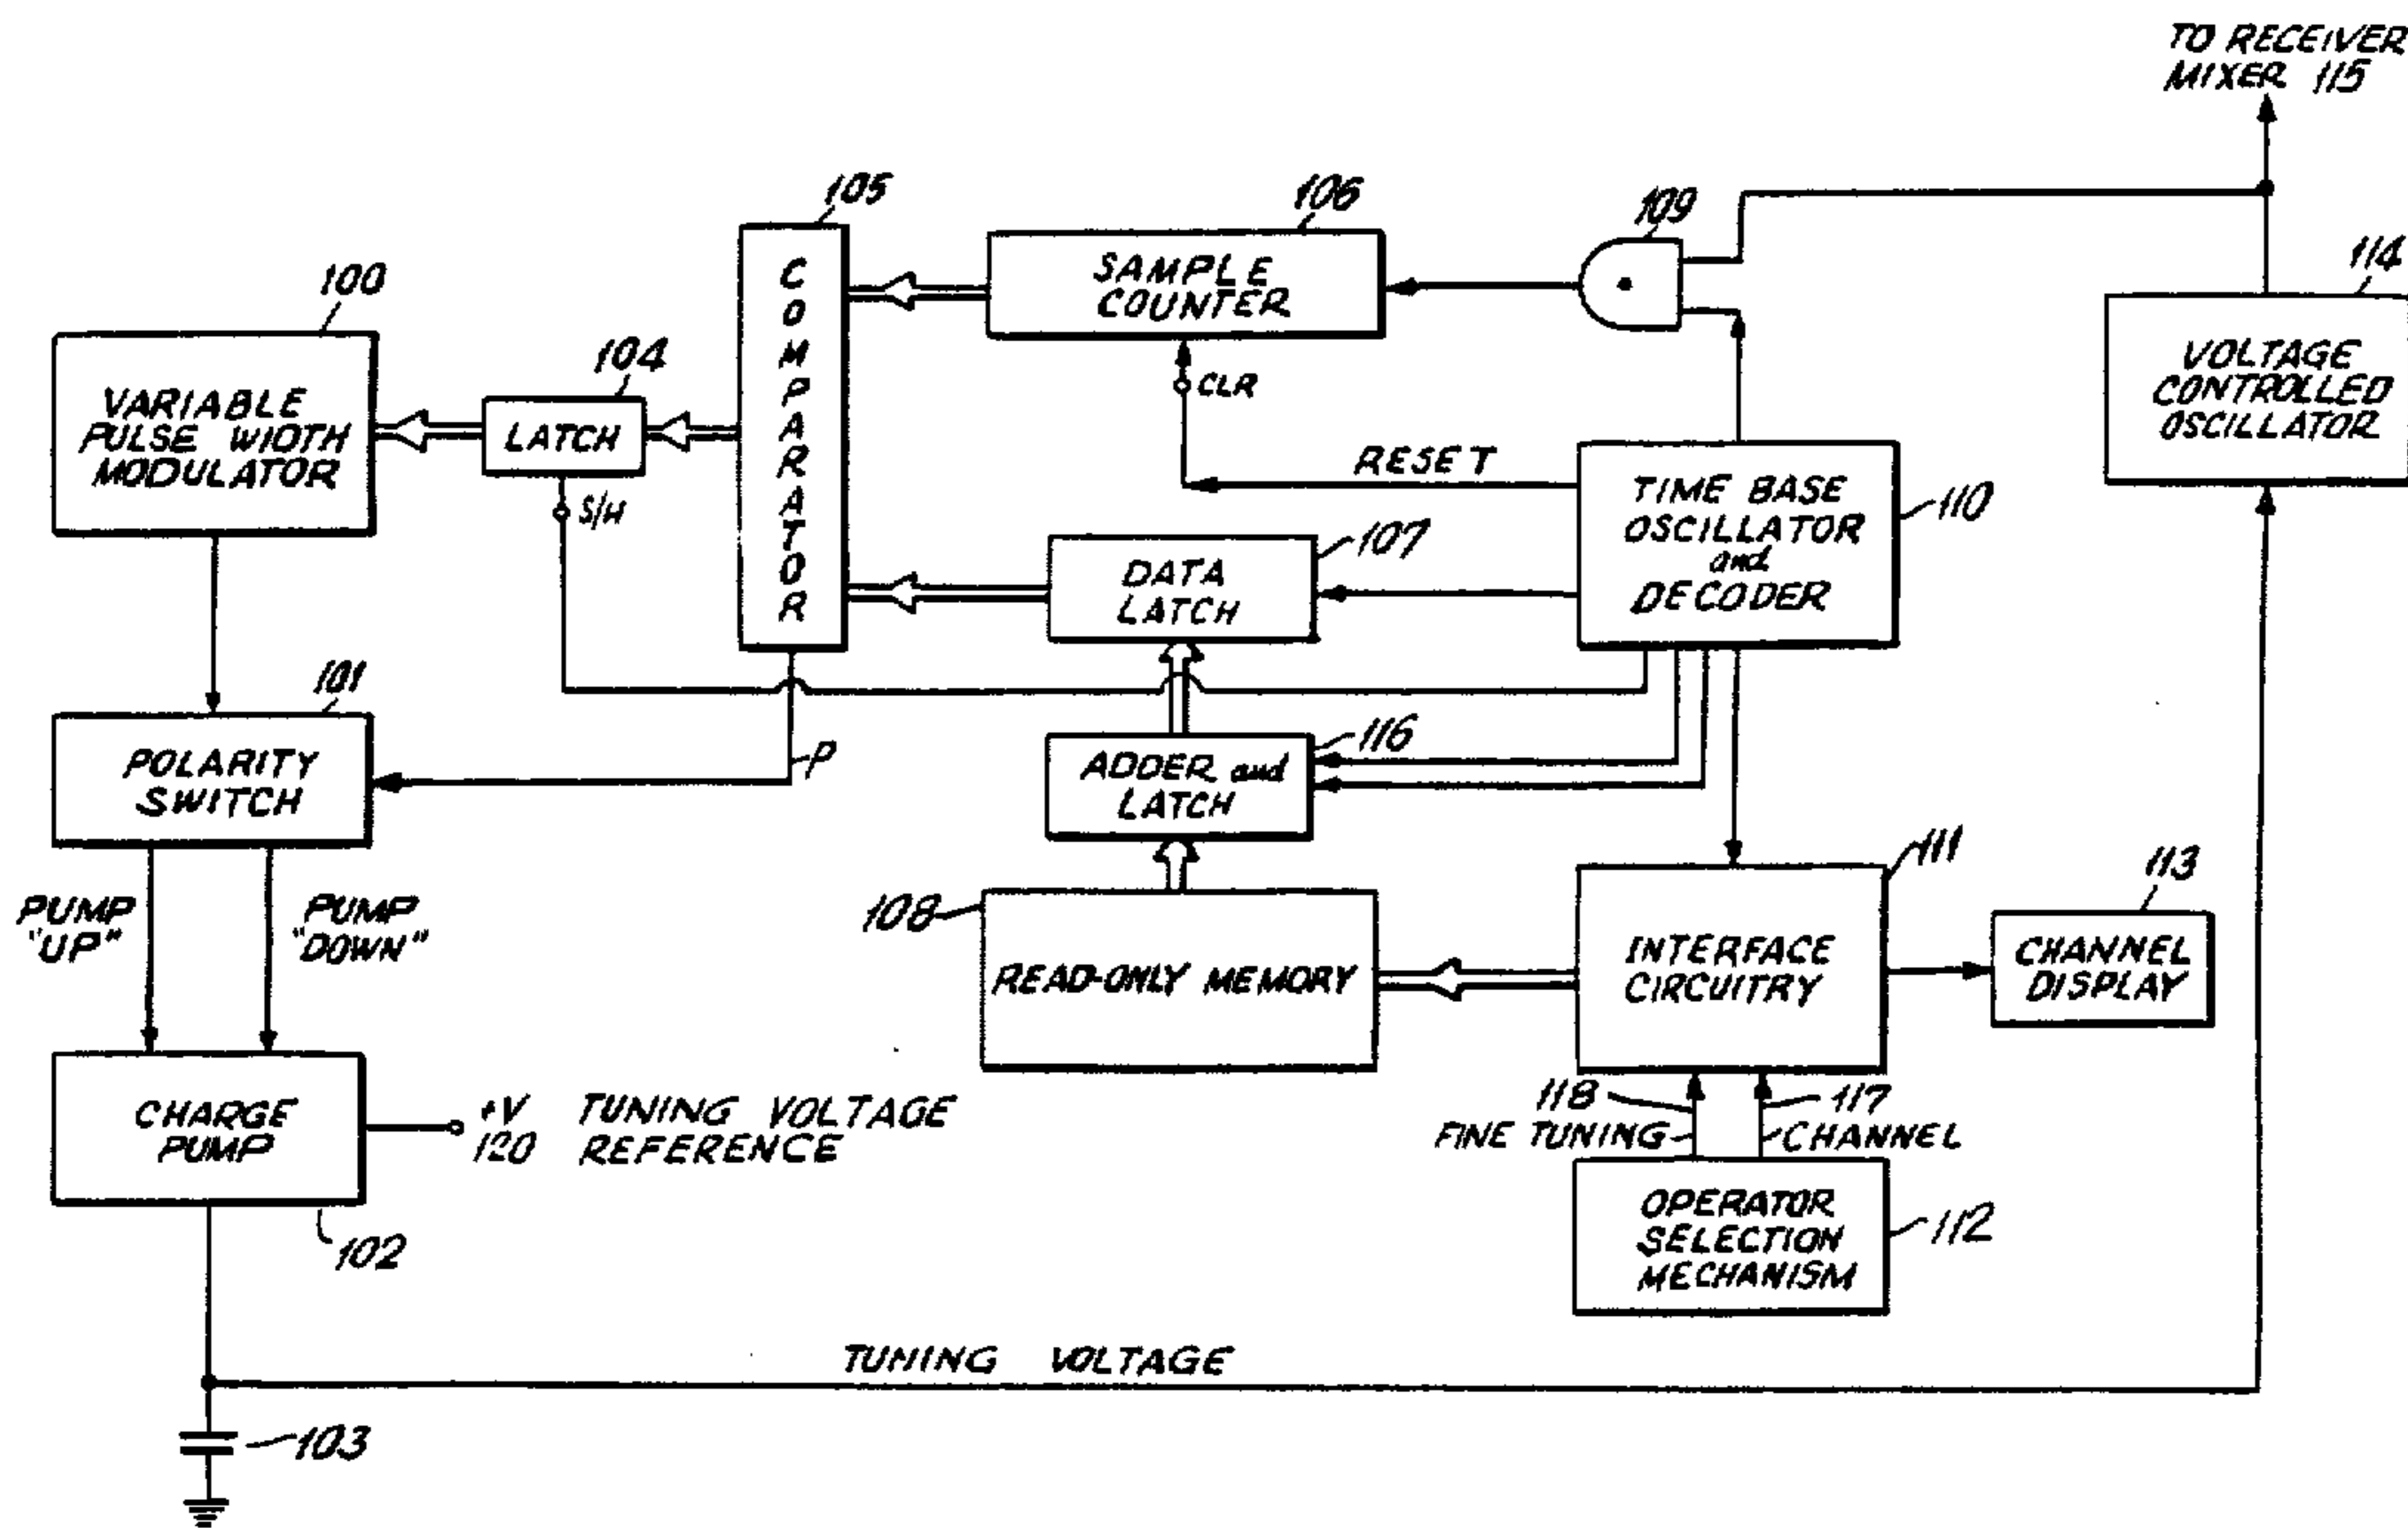 TO RECEIVER
MIXER 115
105
106
109
114
100
C
O
M
P
A
R
A
T
O
R
SAMPLE
COUNTER
104
VOLTAGE
CONTROLLED
OSCILLATOR
VARIABLE
PULSE WIDTH
MODULATOR
LATCH
CLR
S/H
RESET
TIME BASE
OSCILLATOR
and
DECODER
110
107
DATA
LATCH
101
POLARITY
SWITCH
P
116
ADDER and
LATCH
PUMP
"UP"
PUMP
"DOWN"
108
READ-ONLY MEMORY
111
INTERFACE
CIRCUITRY
113
CHANNEL
DISPLAY
CHARGE
PUMP
+V
120
TUNING VOLTAGE
REFERENCE
118
FINE TUNING
117
CHANNEL
102
OPERATOR
SELECTION
MECHANISM
112
TUNING VOLTAGE
103